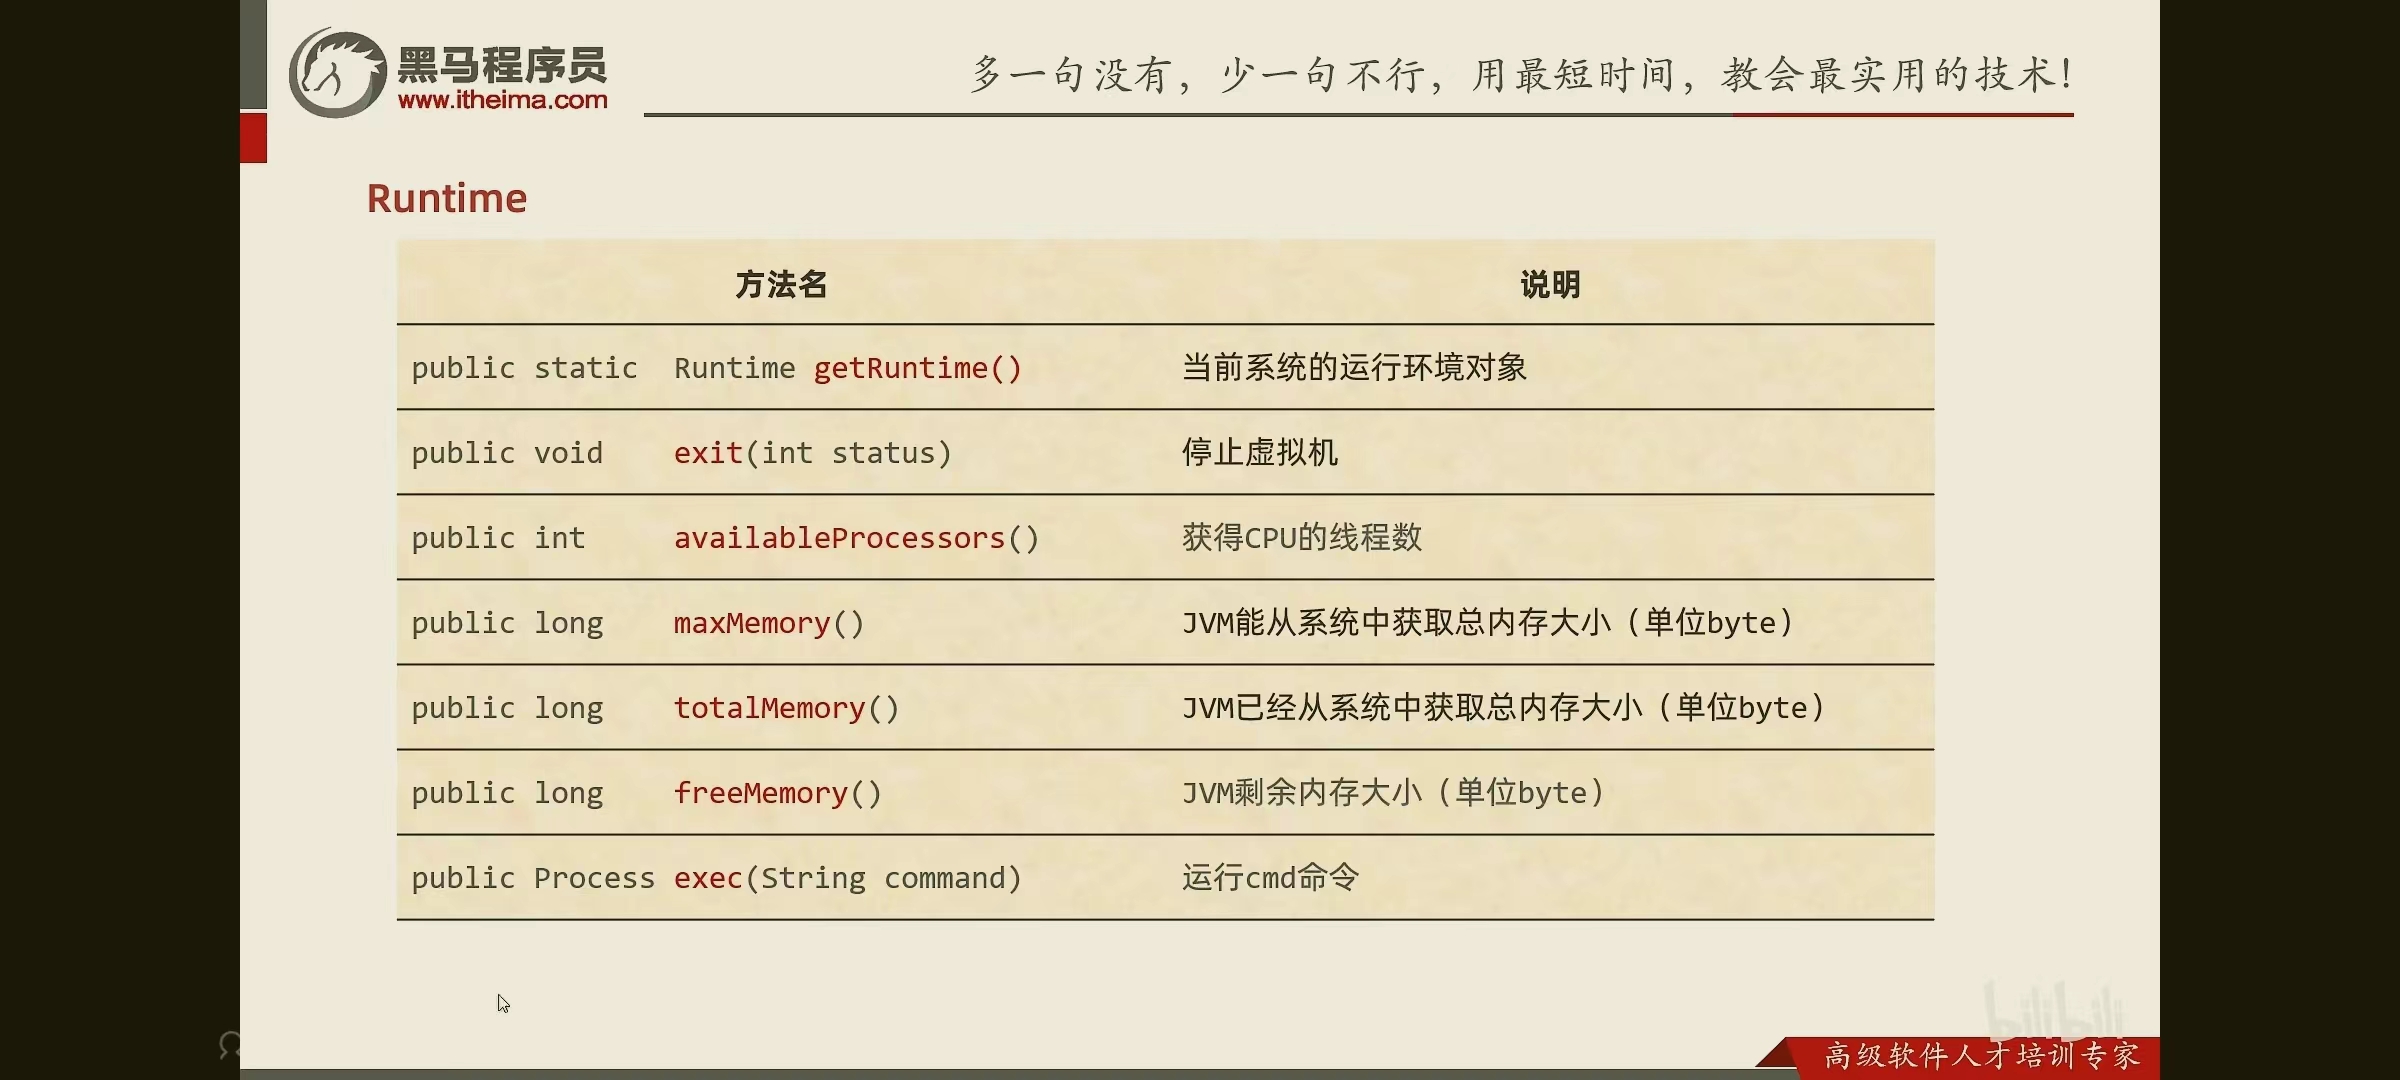 黑马程序员
www.itheima.com
多一句没有，少一句不行，用最短时间，教会最实用的技术！
Runtime
方法名 说明
public static Runtime getRuntime() 当前系统的运行环境对象
public void exit(int status) 停止虚拟机
public int availableProcessors() 获得CPU的线程数
public long maxMemory() JVM能从系统中获取总内存大小（单位byte）
public long totalMemory() JVM已经从系统中获取总内存大小（单位byte）
public long freeMemory() JVM剩余内存大小（单位byte）
public Process exec(String command) 运行cmd命令
bilibili
高级软件人才培训专家